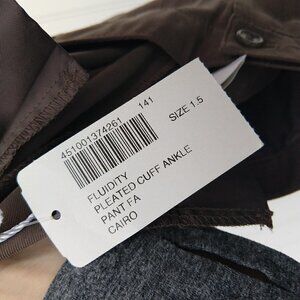 451001374261 141
SIZE 1.5
FLUIDITY
PLEATED CUFF ANKLE
PANT FA
CAIRO